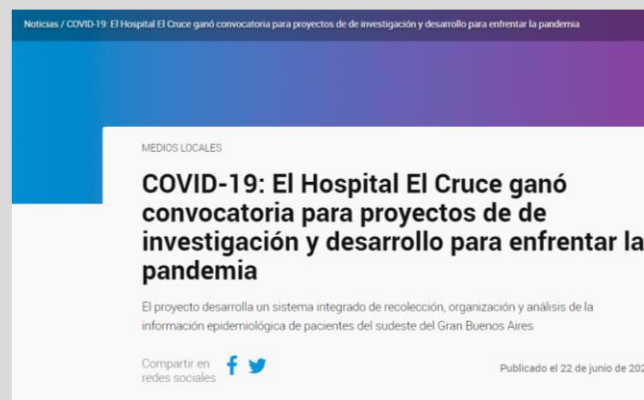 Noticias / COVID-19: El Hospital El Cruce ganó convocatoria para proyectos de de investigación y desarrollo para enfrentar la pandemia
MEDIOS LOCALES
COVID-19: El Hospital El Cruce ganó
convocatoria para proyectos de de
investigación y desarrollo para enfrentar la
pandemia
El proyecto desarrolla un sistema integrado de recolección, organización y análisis de la
información epidemiológica de pacientes del sudeste del Gran Buenos Aires
Compartir en
redes sociales
Publicado el 22 de junio de